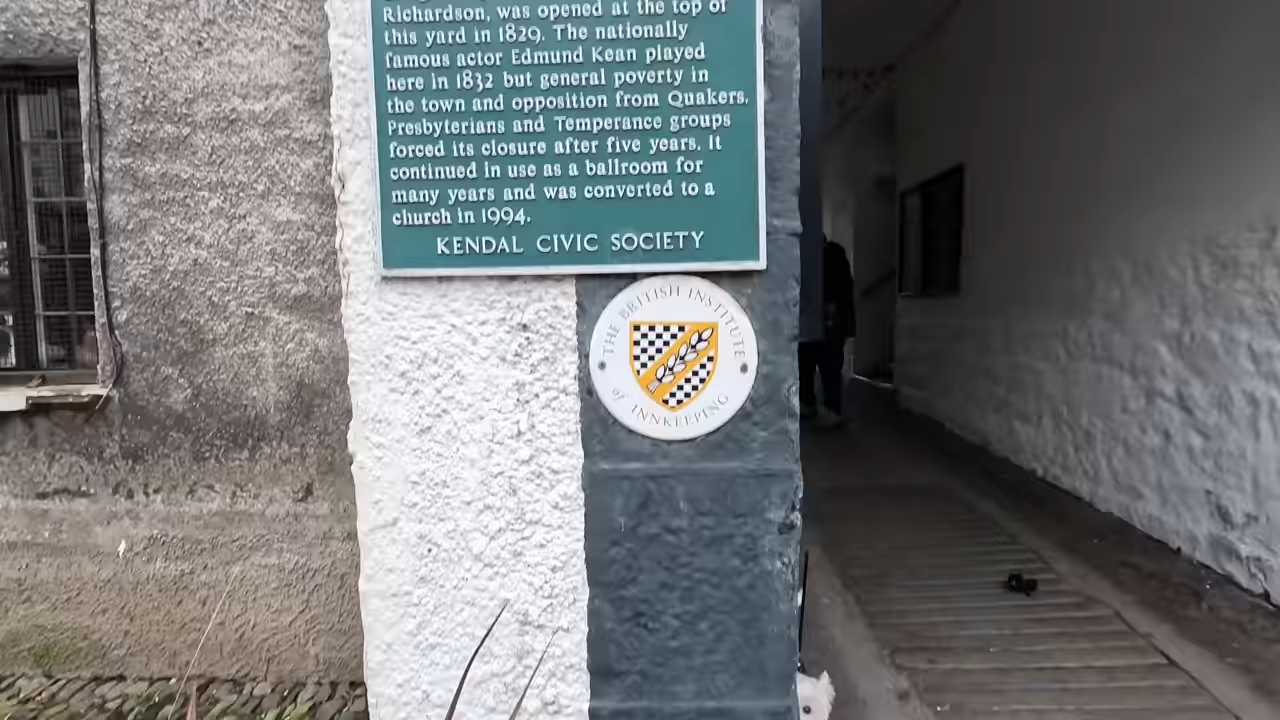 Richardson, was opened at the top of
this yard in 1829. The nationally
famous actor Edmund Kean played
here in 1832 but general poverty in
the town and opposition from Quakers,
Presbyterians and Temperance groups
forced its closure after five years. It
continued in use as a ballroom for
many years and was converted to a
church in 1994.
KENDAL CIVIC SOCIETY
THE BRITISH INSTITUTE
of INNKEEPING